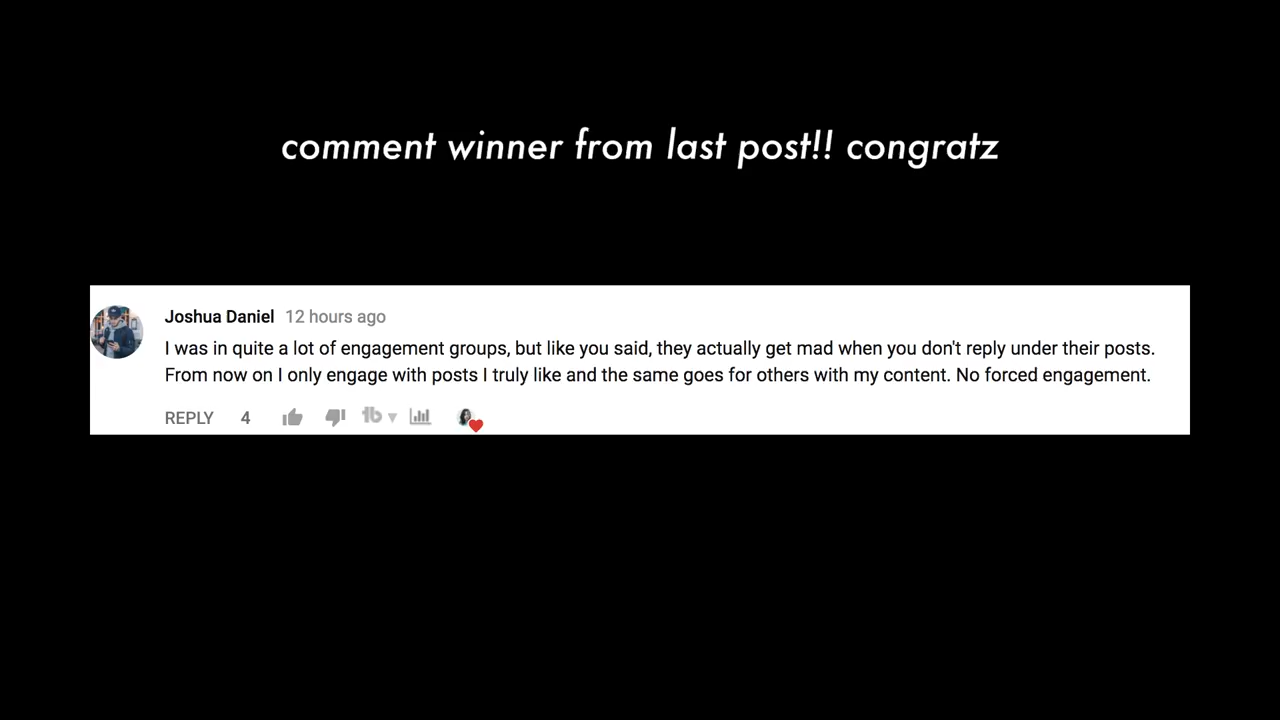 comment winner from last post!! congratz
Joshua Daniel 12 hours ago
I was in quite a lot of engagement groups, but like you said, they actually get mad when you don't reply under their posts.
From now on I only engage with posts I truly like and the same goes for others with my content. No forced engagement.
REPLY 4 tb